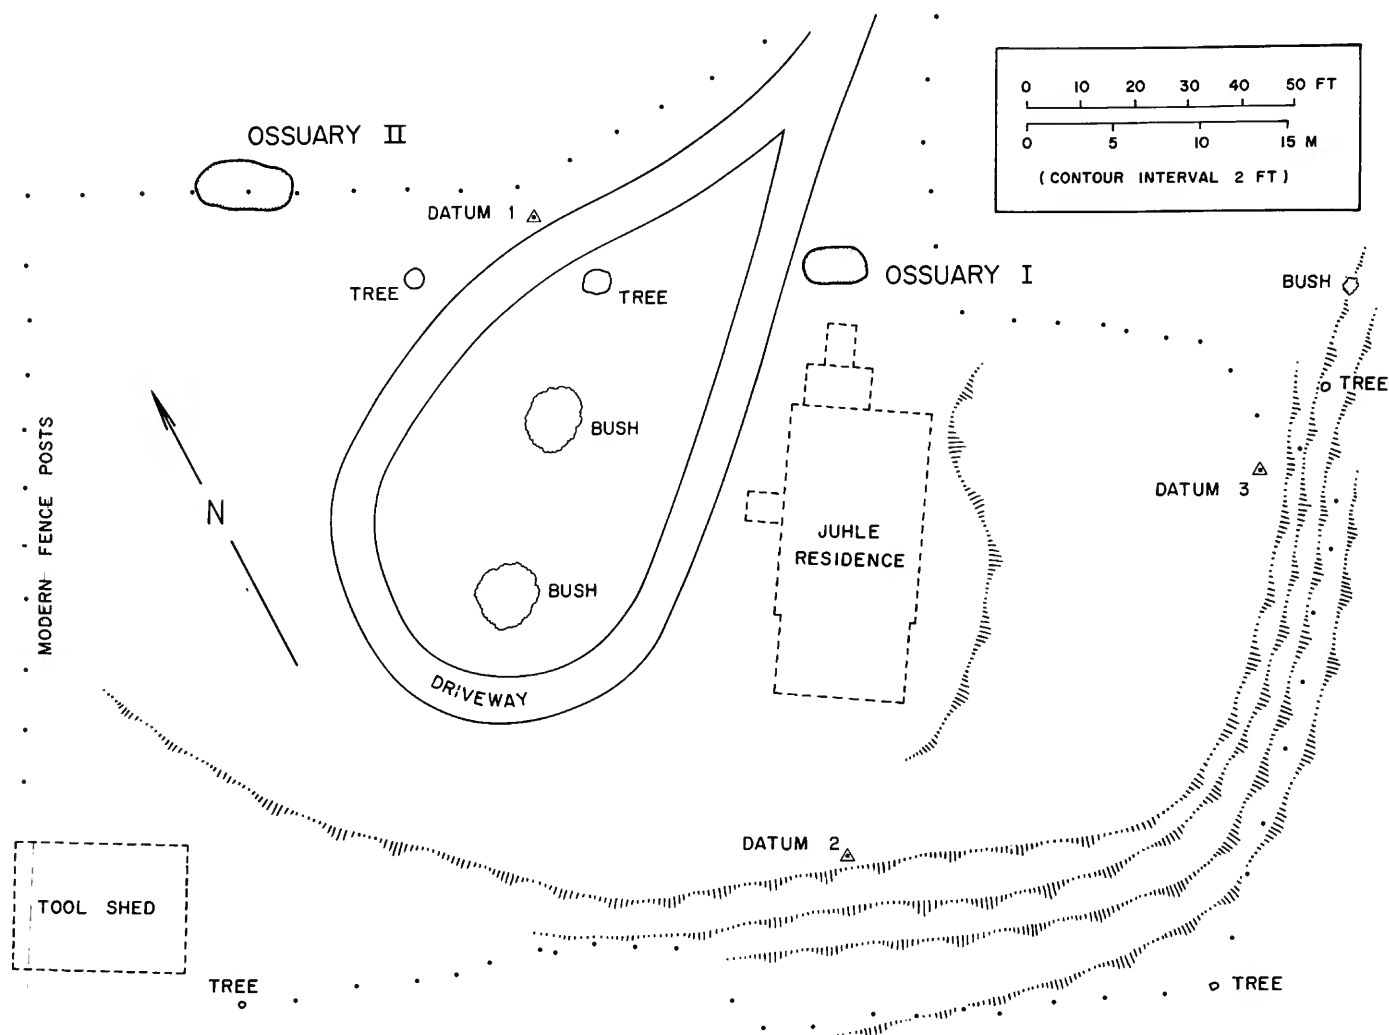 0 10 20 30 40 50 FT
0 5 10 15 M
(CONTOUR INTERVAL 2 FT)
OSSUARY II
DATUM 1
TREE
TREE
OSSUARY I
BUSH
TREE
BUSH
DATUM 3
N
MODERN FENCE POSTS
JUHLE
RESIDENCE
BUSH
DRIVEWAY
DATUM 2
TOOL SHED
TREE
TREE